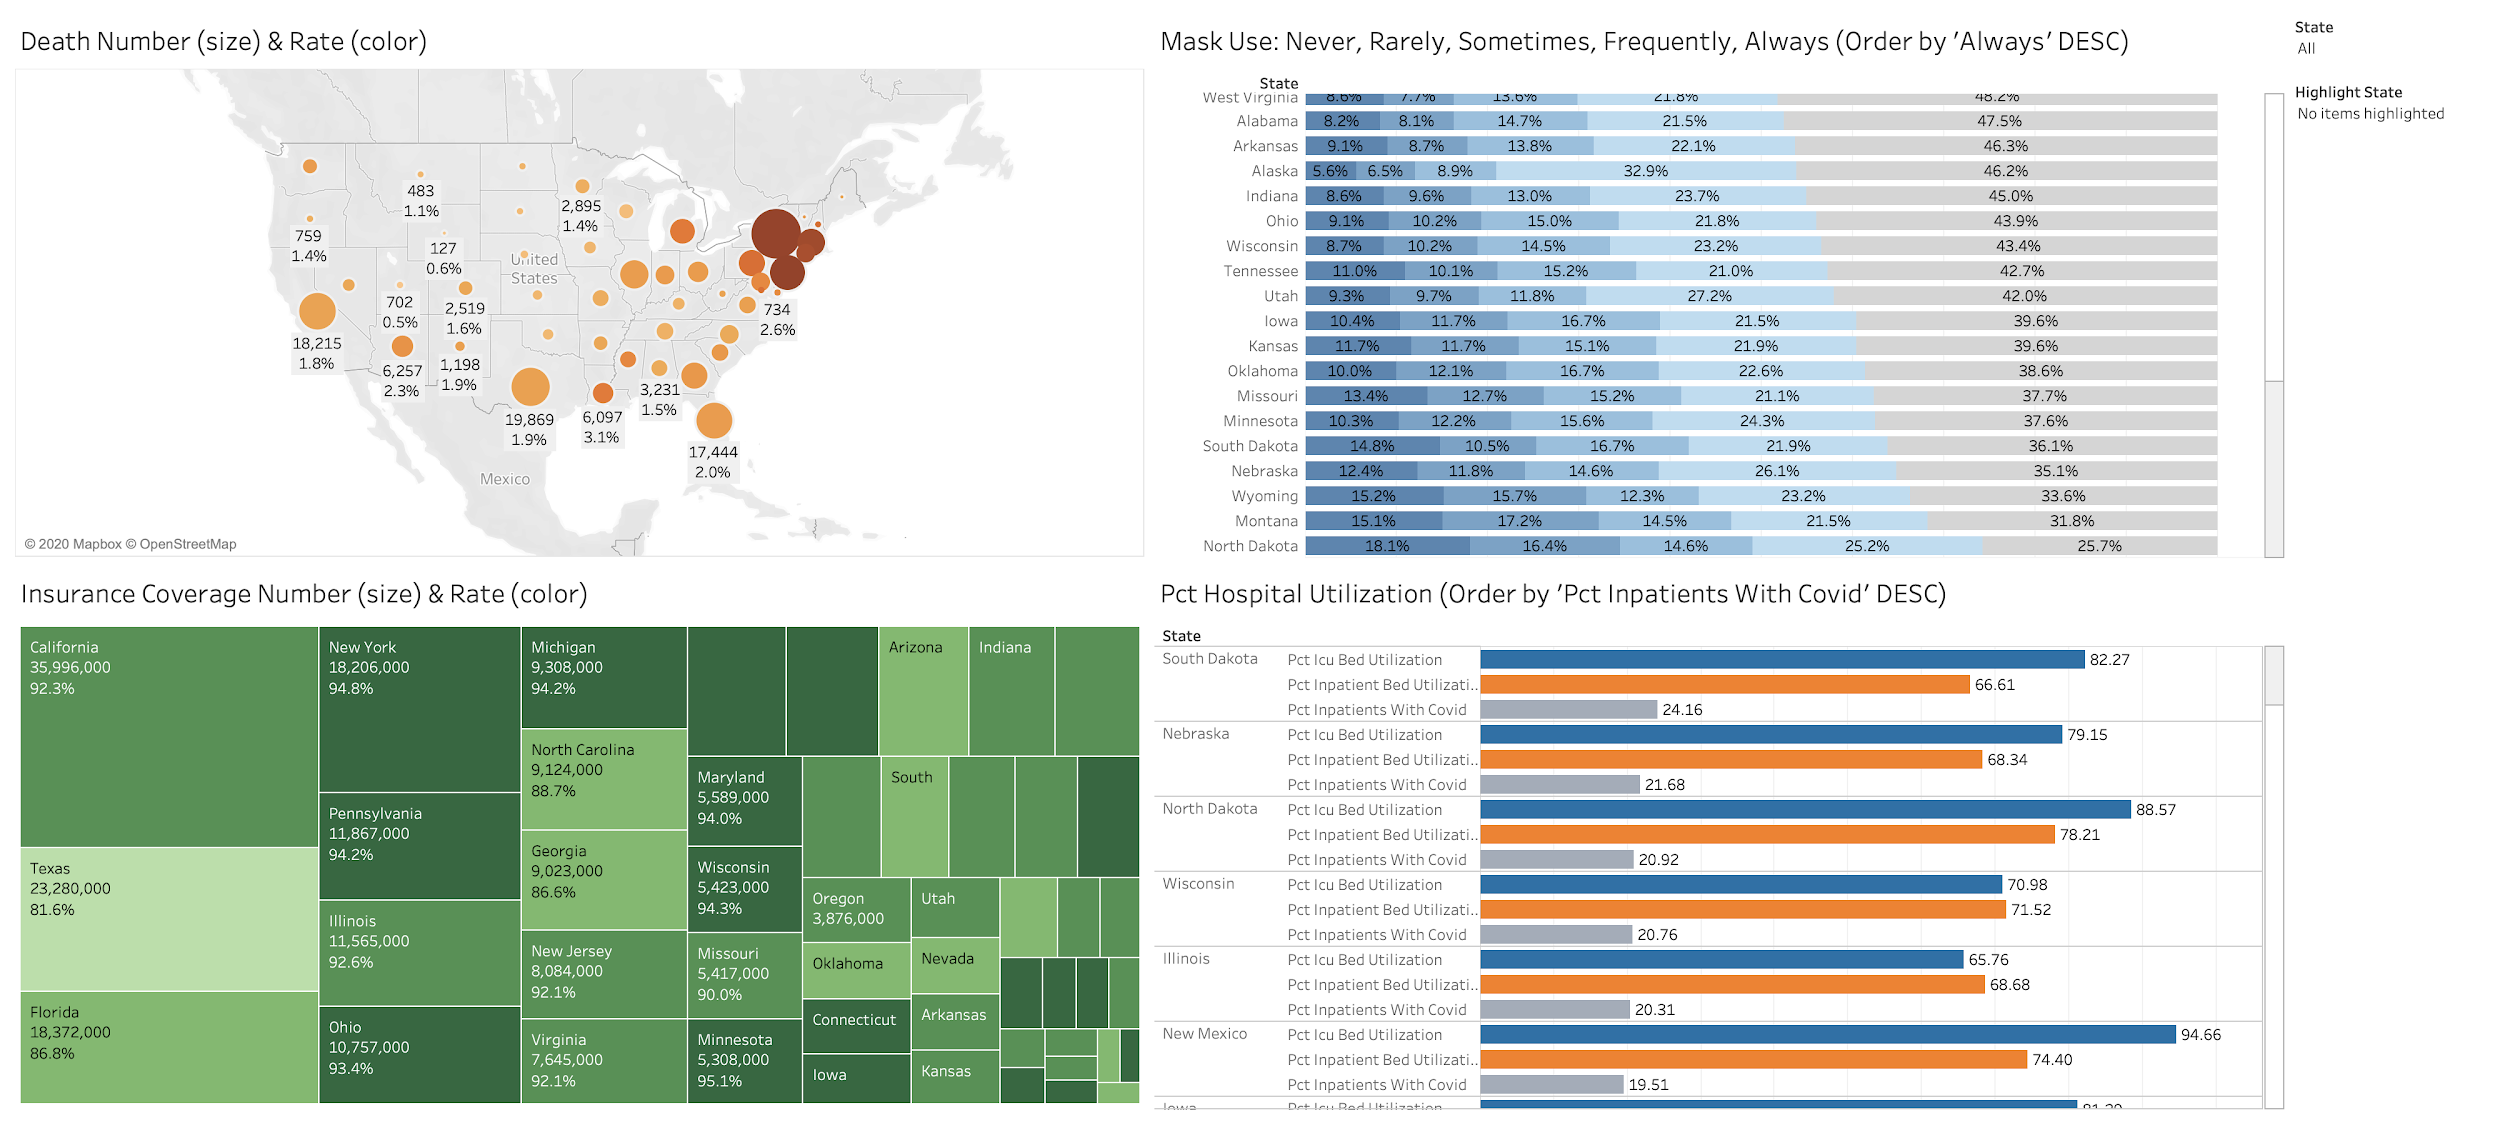 Death Number (size) & Rate (color)
483
1.1%
2,895
1.4%
759
1.4%
127
0.6%
United
States
702
0.5%
2,519
1.6%
734
2.6%
18,215
1.8%
6,257
2.3%
1,198
1.9%
3,231
1.5%
19,869
1.9%
6,097
3.1%
17,444
2.0%
Mexico
© 2020 Mapbox © OpenStreetMap
Mask Use: Never, Rarely, Sometimes, Frequently, Always (Order by 'Always' DESC)
State
West Virginia 8.6% 7.7% 13.6% 21.8% 48.2%
Alabama 8.2% 8.1% 14.7% 21.5% 47.5%
Arkansas 9.1% 8.7% 13.8% 22.1% 46.3%
Alaska 5.6% 6.5% 8.9% 32.9% 46.2%
Indiana 8.6% 9.6% 13.0% 23.7% 45.0%
Ohio 9.1% 10.2% 15.0% 21.8% 43.9%
Wisconsin 8.7% 10.2% 14.5% 23.2% 43.4%
Tennessee 11.0% 10.1% 15.2% 21.0% 42.7%
Utah 9.3% 9.7% 11.8% 27.2% 42.0%
Iowa 10.4% 11.7% 16.7% 21.5% 39.6%
Kansas 11.7% 11.7% 15.1% 21.9% 39.6%
Oklahoma 10.0% 12.1% 16.7% 22.6% 38.6%
Missouri 13.4% 12.7% 15.2% 21.1% 37.7%
Minnesota 10.3% 12.2% 15.6% 24.3% 37.6%
South Dakota 14.8% 10.5% 16.7% 21.9% 36.1%
Nebraska 12.4% 11.8% 14.6% 26.1% 35.1%
Wyoming 15.2% 15.7% 12.3% 23.2% 33.6%
Montana 15.1% 17.2% 14.5% 21.5% 31.8%
North Dakota 18.1% 16.4% 14.6% 25.2% 25.7%
State
All
Highlight State
No items highlighted
Insurance Coverage Number (size) & Rate (color)
California
35,996,000
92.3%
Texas
23,280,000
81.6%
Florida
18,372,000
86.8%
New York
18,206,000
94.8%
Pennsylvania
11,867,000
94.2%
Illinois
11,565,000
92.6%
Ohio
10,757,000
93.4%
Michigan
9,308,000
94.2%
North Carolina
9,124,000
88.7%
Georgia
9,023,000
86.6%
New Jersey
8,084,000
92.1%
Virginia
7,645,000
92.1%
Arizona
Indiana
Maryland
5,589,000
94.0%
Wisconsin
5,423,000
94.3%
Missouri
5,417,000
90.0%
Minnesota
5,308,000
95.1%
South
Oregon
3,876,000
Oklahoma
Connecticut
Iowa
Utah
Nevada
Arkansas
Kansas
Pct Hospital Utilization (Order by 'Pct Inpatients With Covid' DESC)
State
South Dakota Pct Icu Bed Utilization 82.27
Pct Inpatient Bed Utilizati.. 66.61
Pct Inpatients With Covid 24.16
Nebraska Pct Icu Bed Utilization 79.15
Pct Inpatient Bed Utilizati.. 68.34
Pct Inpatients With Covid 21.68
North Dakota Pct Icu Bed Utilization 88.57
Pct Inpatient Bed Utilizati.. 78.21
Pct Inpatients With Covid 20.92
Wisconsin Pct Icu Bed Utilization 70.98
Pct Inpatient Bed Utilizati.. 71.52
Pct Inpatients With Covid 20.76
Illinois Pct Icu Bed Utilization 65.76
Pct Inpatient Bed Utilizati.. 68.68
Pct Inpatients With Covid 20.31
New Mexico Pct Icu Bed Utilization 94.66
Pct Inpatient Bed Utilizati.. 74.40
Pct Inpatients With Covid 19.51
Iowa Pct Icu Bed Utilization